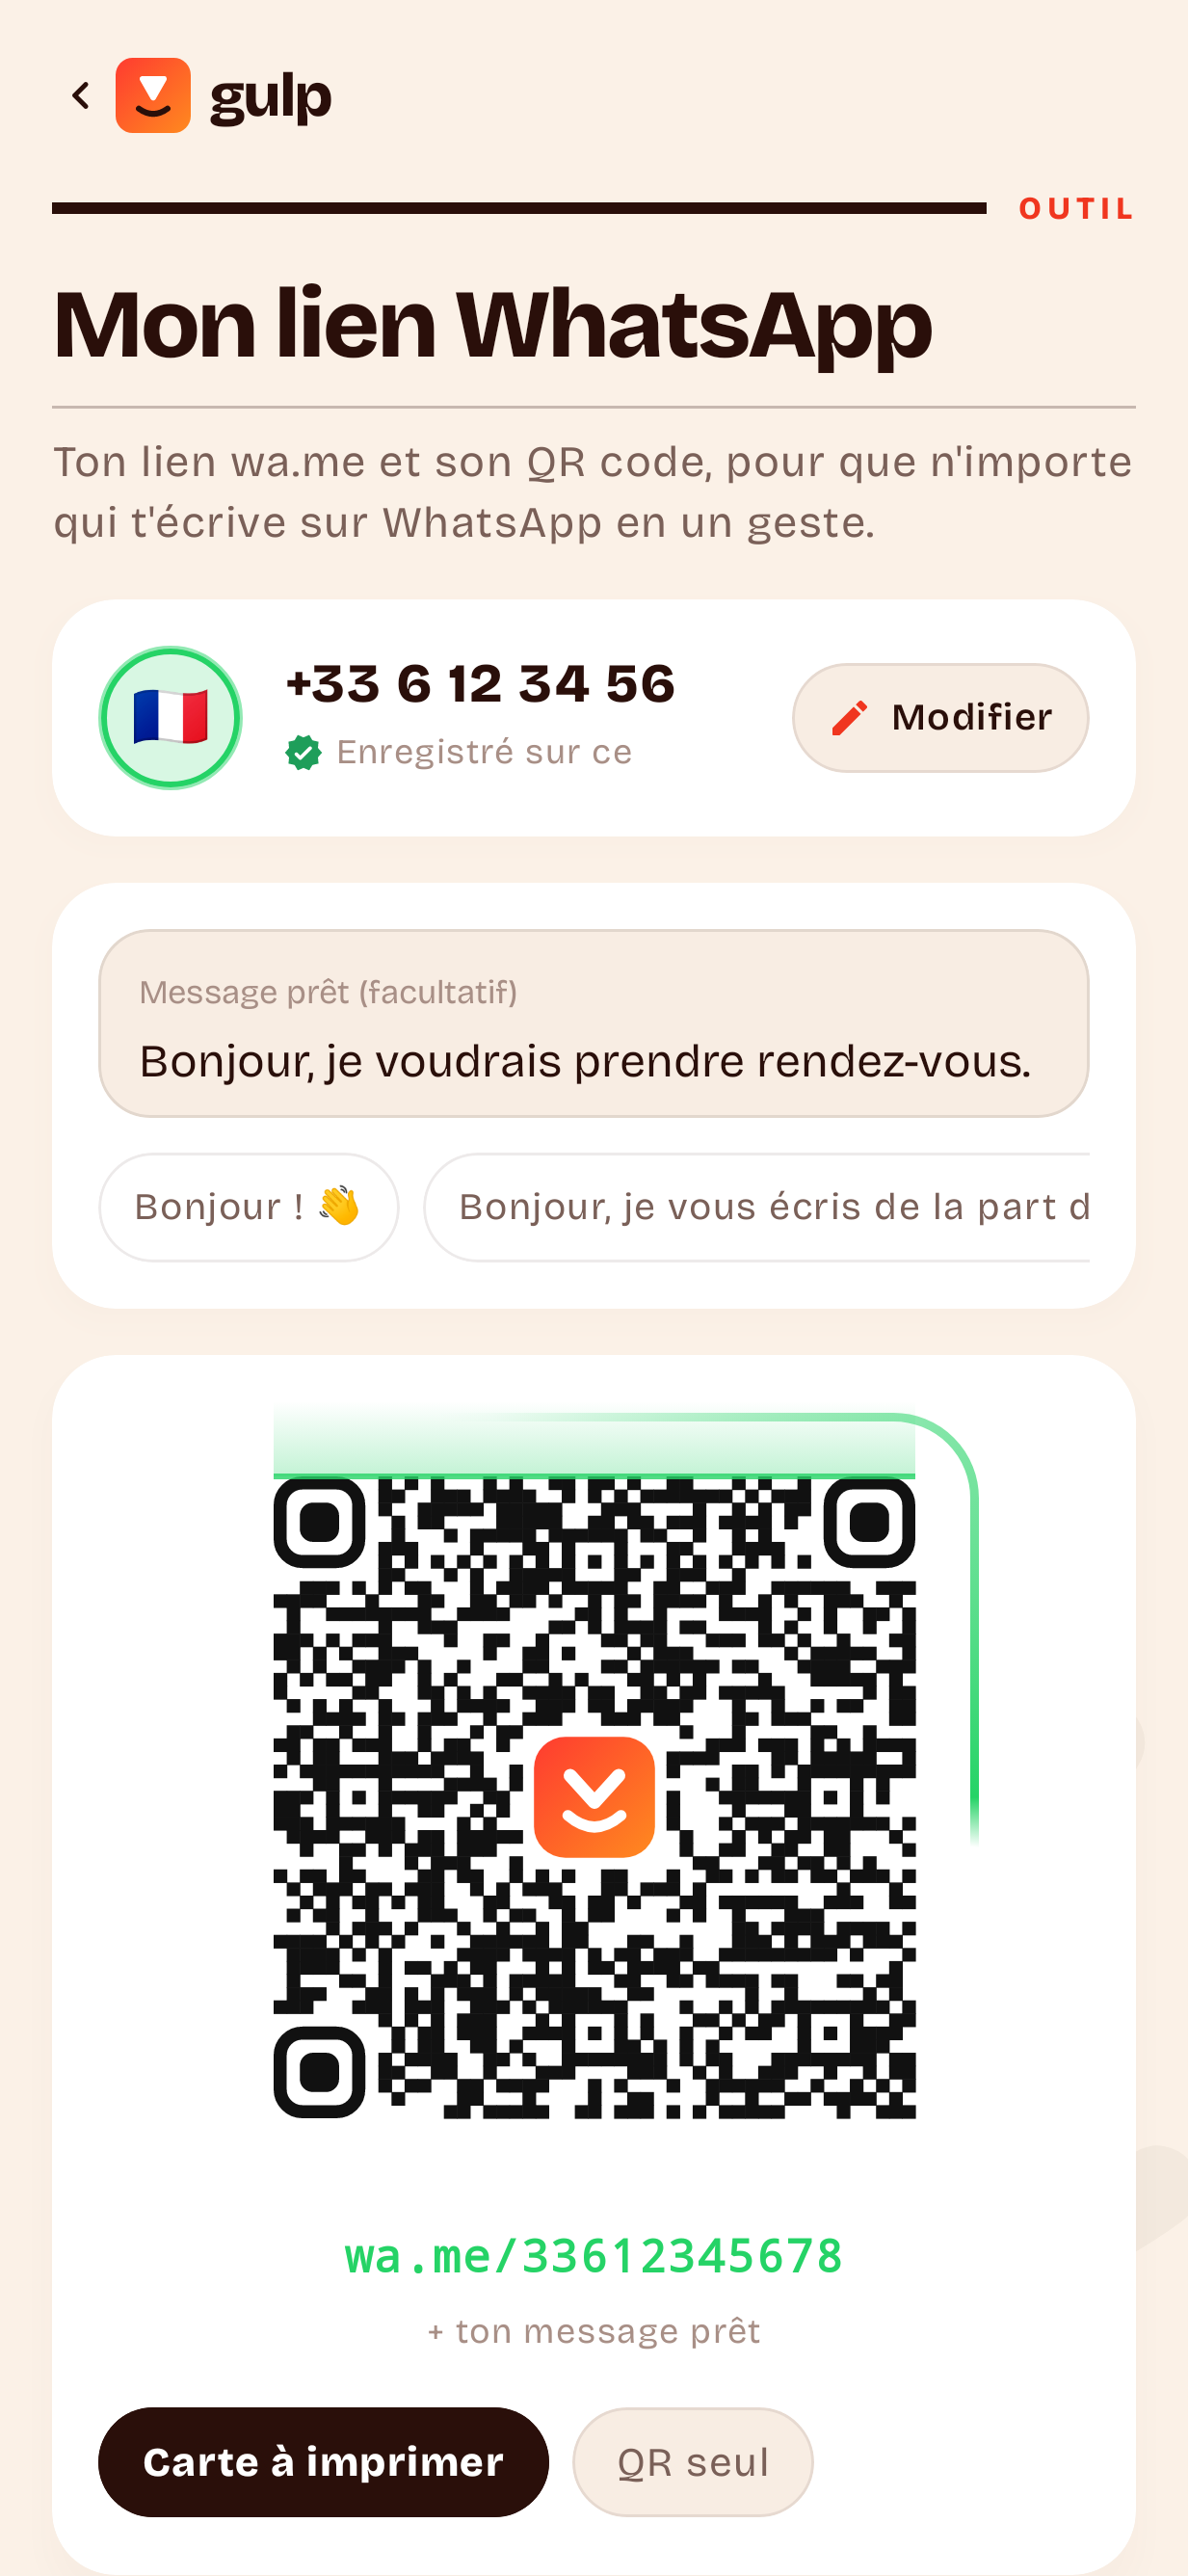 gulp
OUTIL
Mon lien WhatsApp
Ton lien wa.me et son QR code, pour que n'importe
qui t'écrive sur WhatsApp en un geste.
+33 6 12 34 56
Enregistré sur ce
Modifier
Message prêt (facultatif)
Bonjour, je voudrais prendre rendez-vous.
Bonjour ! 👋
Bonjour, je vous écris de la part d
wa.me/33612345678
+ ton message prêt
Carte à imprimer
QR seul